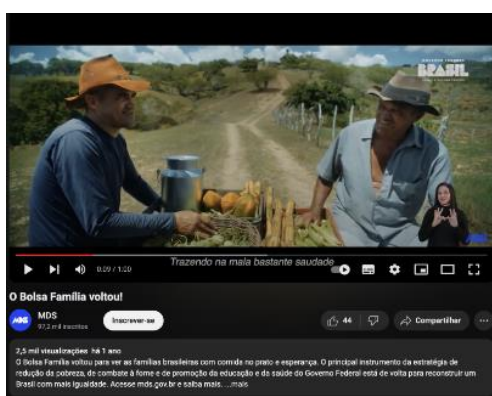 BRASIL
Trazendo na mala bastante saudade
0:09 / 1:00
O Bolsa Família voltou!
MDS
MDS
97,2 mil inscritos
Inscrever-se
44
Compartilhar
2,5 mil visualizações há 1 ano
O Bolsa Família voltou para ver as famílias brasileiras com comida no prato e esperança. O principal instrumento da estratégia de
redução da pobreza, de combate à fome e de promoção da educação e da saúde do Governo Federal está de volta para reconstruir um
Brasil com mais igualdade. Acesse mds.gov.br e saiba mais. ...mais